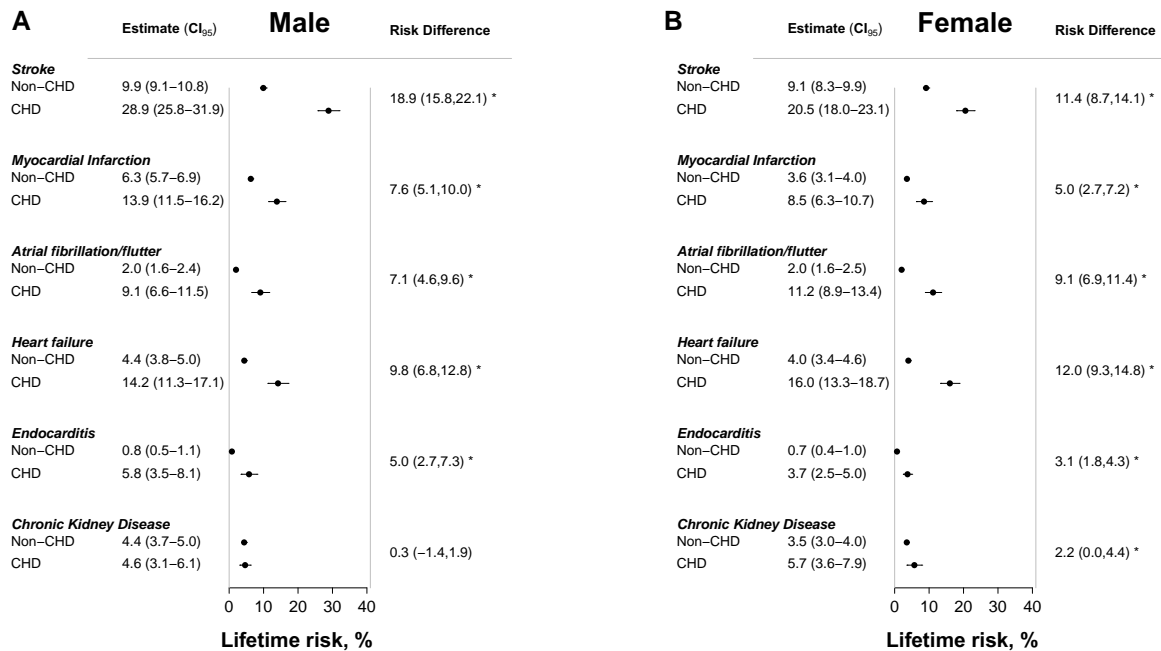 A Estimate (CI95) Male Risk Difference
Stroke
Non−CHD 9.9 (9.1−10.8)
18.9 (15.8,22.1) *
CHD 28.9 (25.8−31.9)
Myocardial Infarction
Non−CHD 6.3 (5.7−6.9)
7.6 (5.1,10.0) *
CHD 13.9 (11.5−16.2)
Atrial fibrillation/flutter
Non−CHD 2.0 (1.6−2.4)
7.1 (4.6,9.6) *
CHD 9.1 (6.6−11.5)
Heart failure
Non−CHD 4.4 (3.8−5.0)
9.8 (6.8,12.8) *
CHD 14.2 (11.3−17.1)
Endocarditis
Non−CHD 0.8 (0.5−1.1)
5.0 (2.7,7.3) *
CHD 5.8 (3.5−8.1)
Chronic Kidney Disease
Non−CHD 4.4 (3.7−5.0)
0.3 (−1.4,1.9)
CHD 4.6 (3.1−6.1)
0 10 20 30 40
Lifetime risk, %
B Estimate (CI95) Female Risk Difference
Stroke
Non−CHD 9.1 (8.3−9.9)
11.4 (8.7,14.1) *
CHD 20.5 (18.0−23.1)
Myocardial Infarction
Non−CHD 3.6 (3.1−4.0)
5.0 (2.7,7.2) *
CHD 8.5 (6.3−10.7)
Atrial fibrillation/flutter
Non−CHD 2.0 (1.6−2.5)
9.1 (6.9,11.4) *
CHD 11.2 (8.9−13.4)
Heart failure
Non−CHD 4.0 (3.4−4.6)
12.0 (9.3,14.8) *
CHD 16.0 (13.3−18.7)
Endocarditis
Non−CHD 0.7 (0.4−1.0)
3.1 (1.8,4.3) *
CHD 3.7 (2.5−5.0)
Chronic Kidney Disease
Non−CHD 3.5 (3.0−4.0)
2.2 (0.0,4.4) *
CHD 5.7 (3.6−7.9)
0 10 20 30 40
Lifetime risk, %